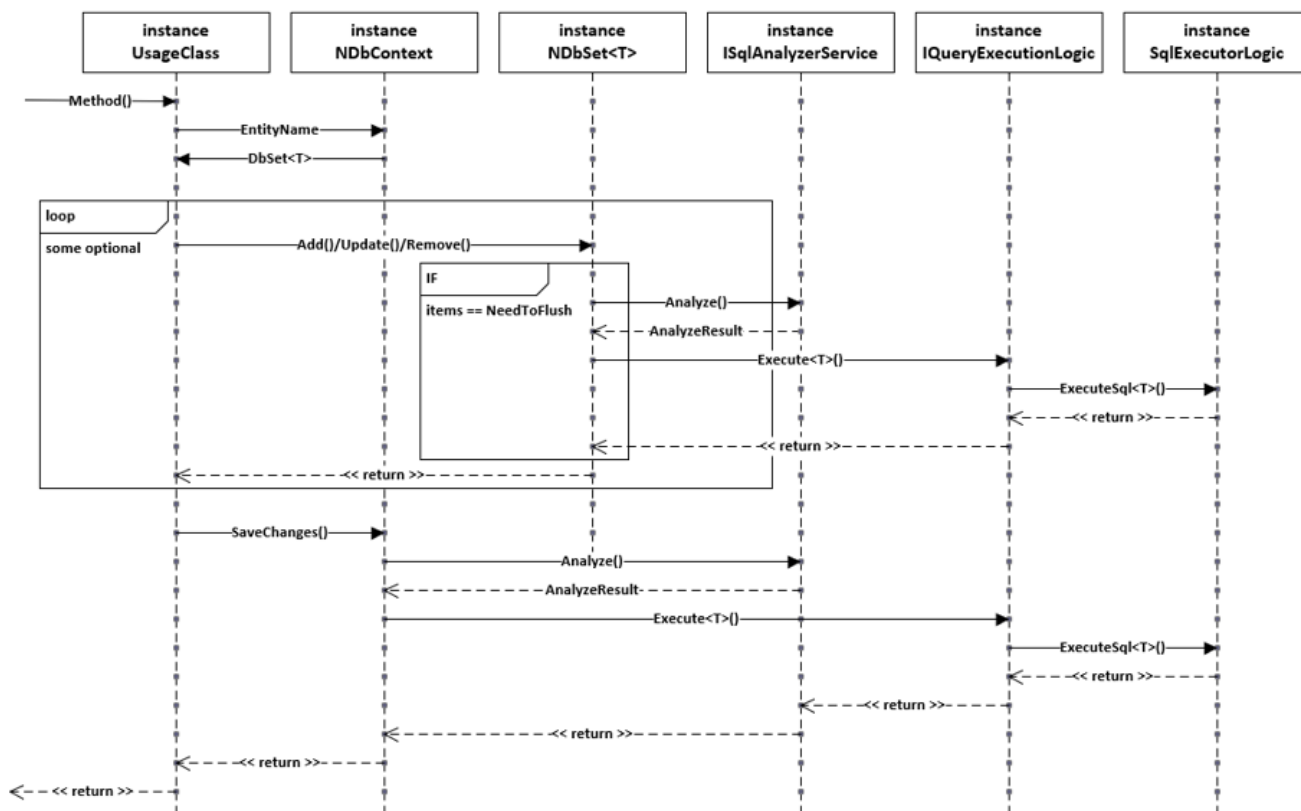 instance
UsageClass
instance
NDbContext
instance
NDbSet<T>
instance
ISqlAnalyzerService
instance
IQueryExecutionLogic
instance
SqlExecutorLogic
Method()
EntityName
DbSet<T>
loop
some optional
Add()/Update()/Remove()
IF
items == NeedToFlush
Analyze()
AnalyzeResult
Execute<T>()
ExecuteSql<T>()
<< return >>
<< return >>
<< return >>
SaveChanges()
Analyze()
AnalyzeResult
Execute<T>()
ExecuteSql<T>()
<< return >>
<< return >>
<< return >>
<< return >>
<< return >>